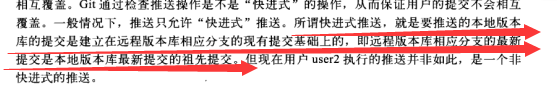 相互覆盖。Git 通过检查推送操作是不是“快进式”的操作，从而保证用户的提交不会相互
覆盖。一般情况下，推送只允许“快进式”推送。所谓快进式推送，就是要推送的本地版本
库的提交是建立在远程版本库相应分支的现有提交基础上的，即远程版本库相应分支的最新
提交是本地版本库最新提交的祖先提交。但现在用户 user2 执行的推送并非如此，是一个非
快进式的推送。